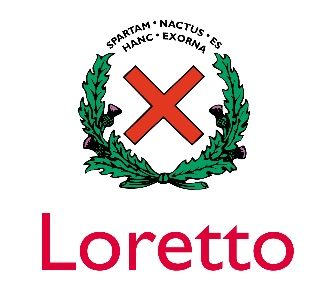 SPARTAM • NACTUS • ES
HANC • EXORNA
Loretto